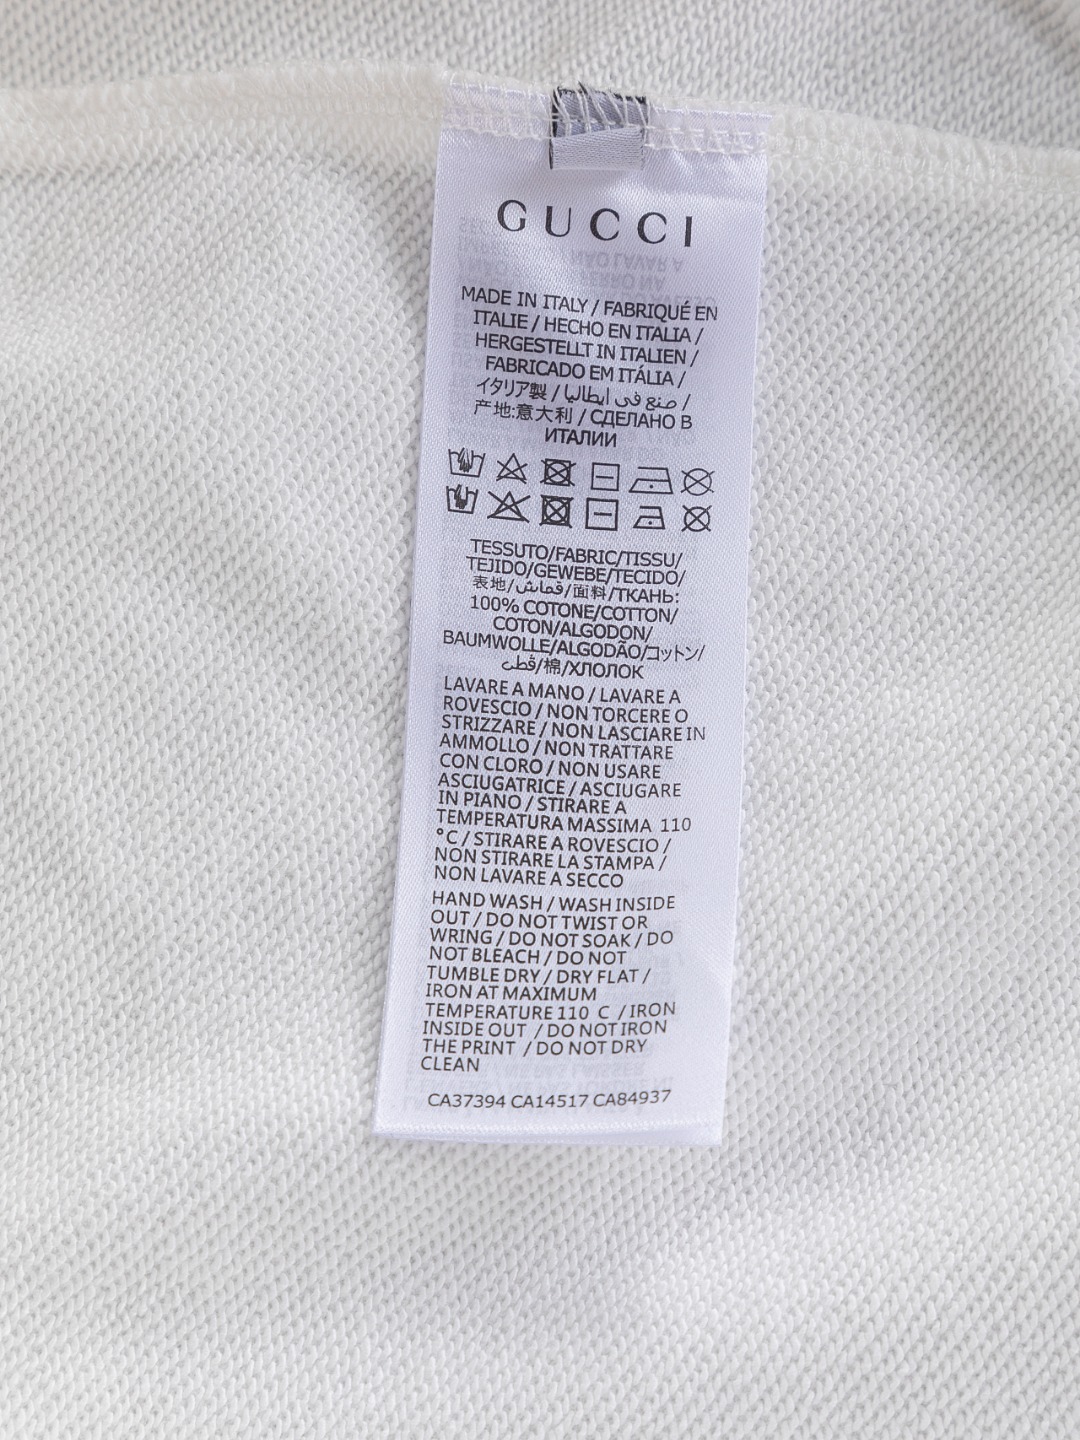 GUCCI
MADE IN ITALY / FABRIQUÉ EN
ITALIE / HECHO EN ITALIA /
HERGESTELLT IN ITALIEN /
FABRICADO EM ITÁLIA /
イタリア製 / صنع في ايطاليا /
产地:意大利 / СДЕЛАНО В
ИТАЛИИ
TESSUTO/FABRIC/TISSU/
TEJIDO/GEWEBE/TECIDO/
表地/قماش/面料/ТКАНЬ:
100% COTONE/COTTON/
COTON/ALGODON/
BAUMWOLLE/ALGODÃO/コットン/
قطن/棉/ХЛОПОК
LAVARE A MANO / LAVARE A
ROVESCIO / NON TORCERE O
STRIZZARE / NON LASCIARE IN
AMMOLLO / NON TRATTARE
CON CLORO / NON USARE
ASCIUGATRICE / ASCIUGARE
IN PIANO / STIRARE A
TEMPERATURA MASSIMA 110
°C / STIRARE A ROVESCIO /
NON STIRARE LA STAMPA /
NON LAVARE A SECCO
HAND WASH / WASH INSIDE
OUT / DO NOT TWIST OR
WRING / DO NOT SOAK / DO
NOT BLEACH / DO NOT
TUMBLE DRY / DRY FLAT /
IRON AT MAXIMUM
TEMPERATURE 110 C / IRON
INSIDE OUT / DO NOT IRON
THE PRINT / DO NOT DRY
CLEAN
CA37394 CA14517 CA84937